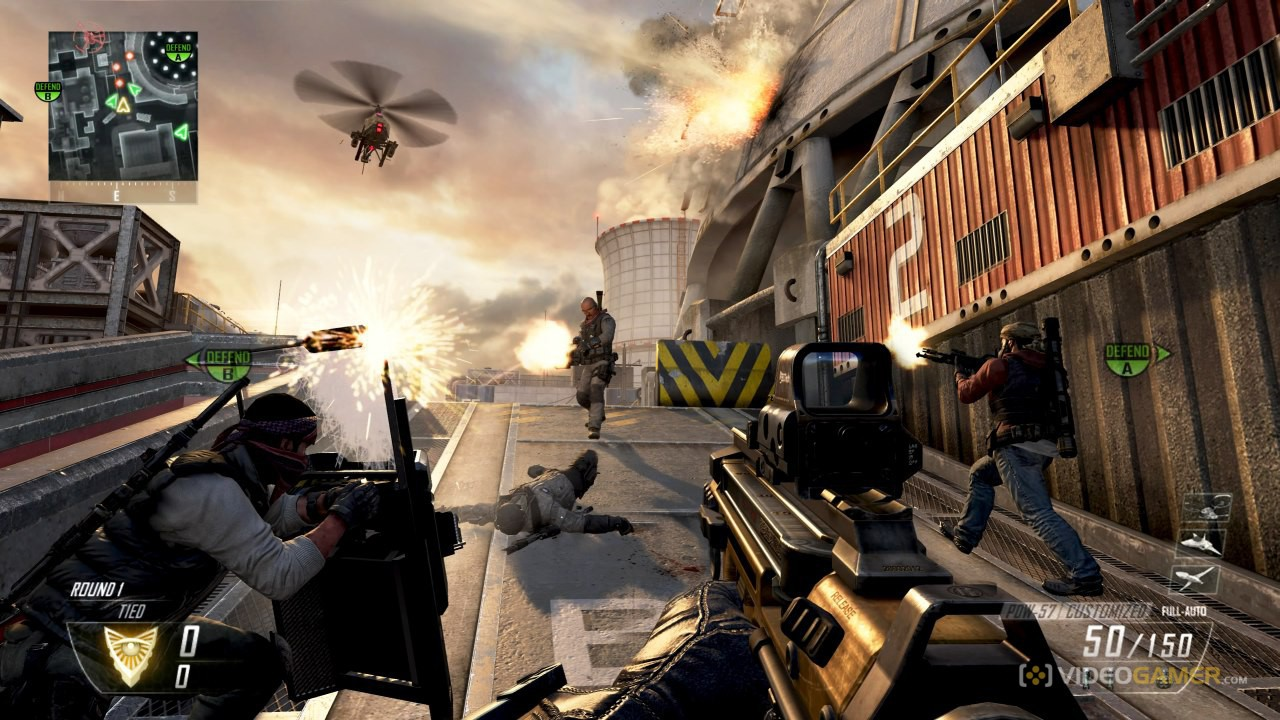 DEFEND
A
DEFEND
B
E
S
2
DEFEND
B
DEFEND
A
ROUND 1
TIED
0
0
RELEASE
E
PDW-57 CUSTOMIZED FULL-AUTO
50/150
VIDEOGAMER.COM